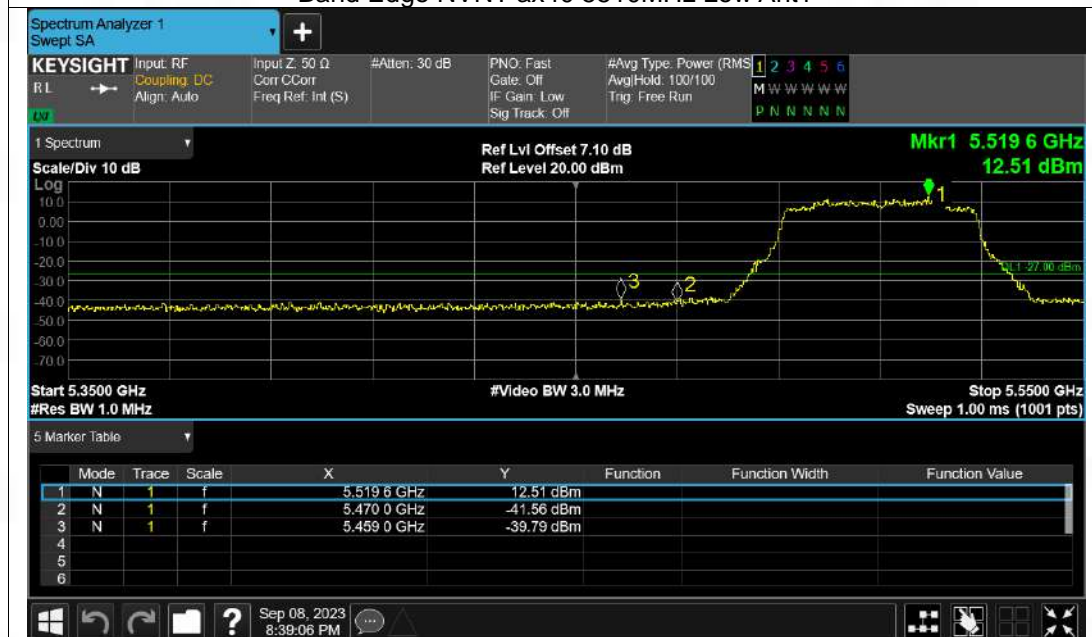 Band Edge NVNT ax40 5510MHz Low Ant1
Spectrum Analyzer 1
Swept SA
KEYSIGHT Input: RF Input Z: 50 Ω #Atten: 30 dB PNO: Fast #Avg Type: Power (RMS 1 2 3 4 5 6
RL Coupling: DC Corr CCorr Gate: Off Avg|Hold: 100/100 M W W W W W
Align: Auto Freq Ref: Int (S) IF Gain: Low Trig: Free Run
LXI Sig Track: Off P N N N N N
1 Spectrum Ref Lvl Offset 7.10 dB Mkr1 5.519 6 GHz
Scale/Div 10 dB Ref Level 20.00 dBm 12.51 dBm
Log
10.0
0.00
-10.0
-20.0
-30.0
-40.0
-50.0
-60.0
-70.0
1
DL1 -27.00 dBm
3
2
Start 5.3500 GHz #Video BW 3.0 MHz Stop 5.5500 GHz
#Res BW 1.0 MHz Sweep 1.00 ms (1001 pts)
5 Marker Table
Mode Trace Scale X Y Function Function Width Function Value
1 N 1 f 5.519 6 GHz 12.51 dBm
2 N 1 f 5.470 0 GHz -41.56 dBm
3 N 1 f 5.459 0 GHz -39.79 dBm
4
5
6
? Sep 08, 2023
8:39:06 PM